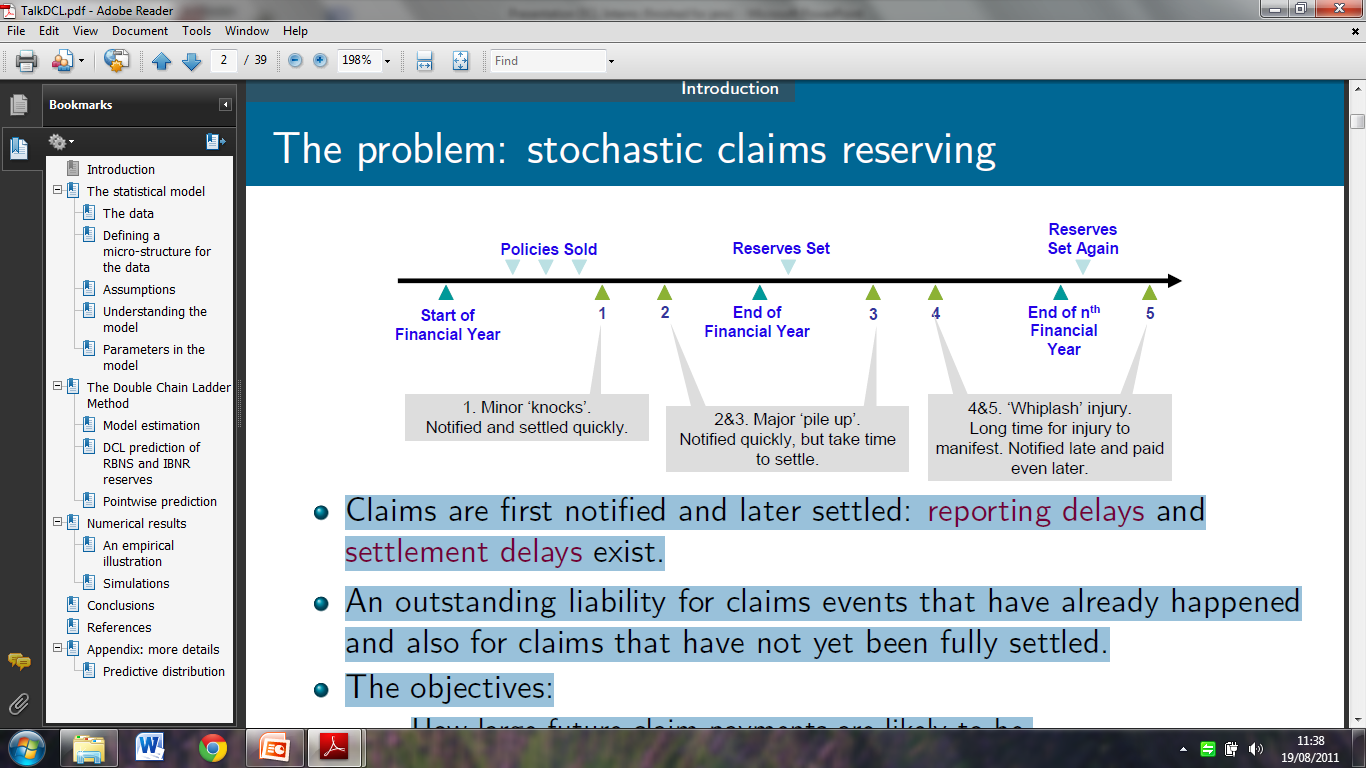 TalkDCL.pdf - Adobe Reader
File Edit View Document Tools Window Help
2 / 39 198% Find
Bookmarks
Introduction
The statistical model
The data
Defining a
micro-structure for
the data
Assumptions
Understanding the
model
Parameters in the
model
The Double Chain Ladder
Method
Model estimation
DCL prediction of
RBNS and IBNR
reserves
Pointwise prediction
Numerical results
An empirical
illustration
Simulations
Conclusions
References
Appendix: more details
Predictive distribution
Introduction
The problem: stochastic claims reserving
Policies Sold
Reserves Set
Reserves
Set Again
Start of
Financial Year
1
2
End of
Financial Year
3
4
End of nth
Financial
Year
5
1. Minor ‘knocks’.
Notified and settled quickly.
2&3. Major ‘pile up’.
Notified quickly, but take time
to settle.
4&5. ‘Whiplash’ injury.
Long time for injury to
manifest. Notified late and paid
even later.
Claims are first notified and later settled: reporting delays and
settlement delays exist.
An outstanding liability for claims events that have already happened
and also for claims that have not yet been fully settled.
The objectives:
How large future claim payments are likely to be.
11:38
19/08/2011